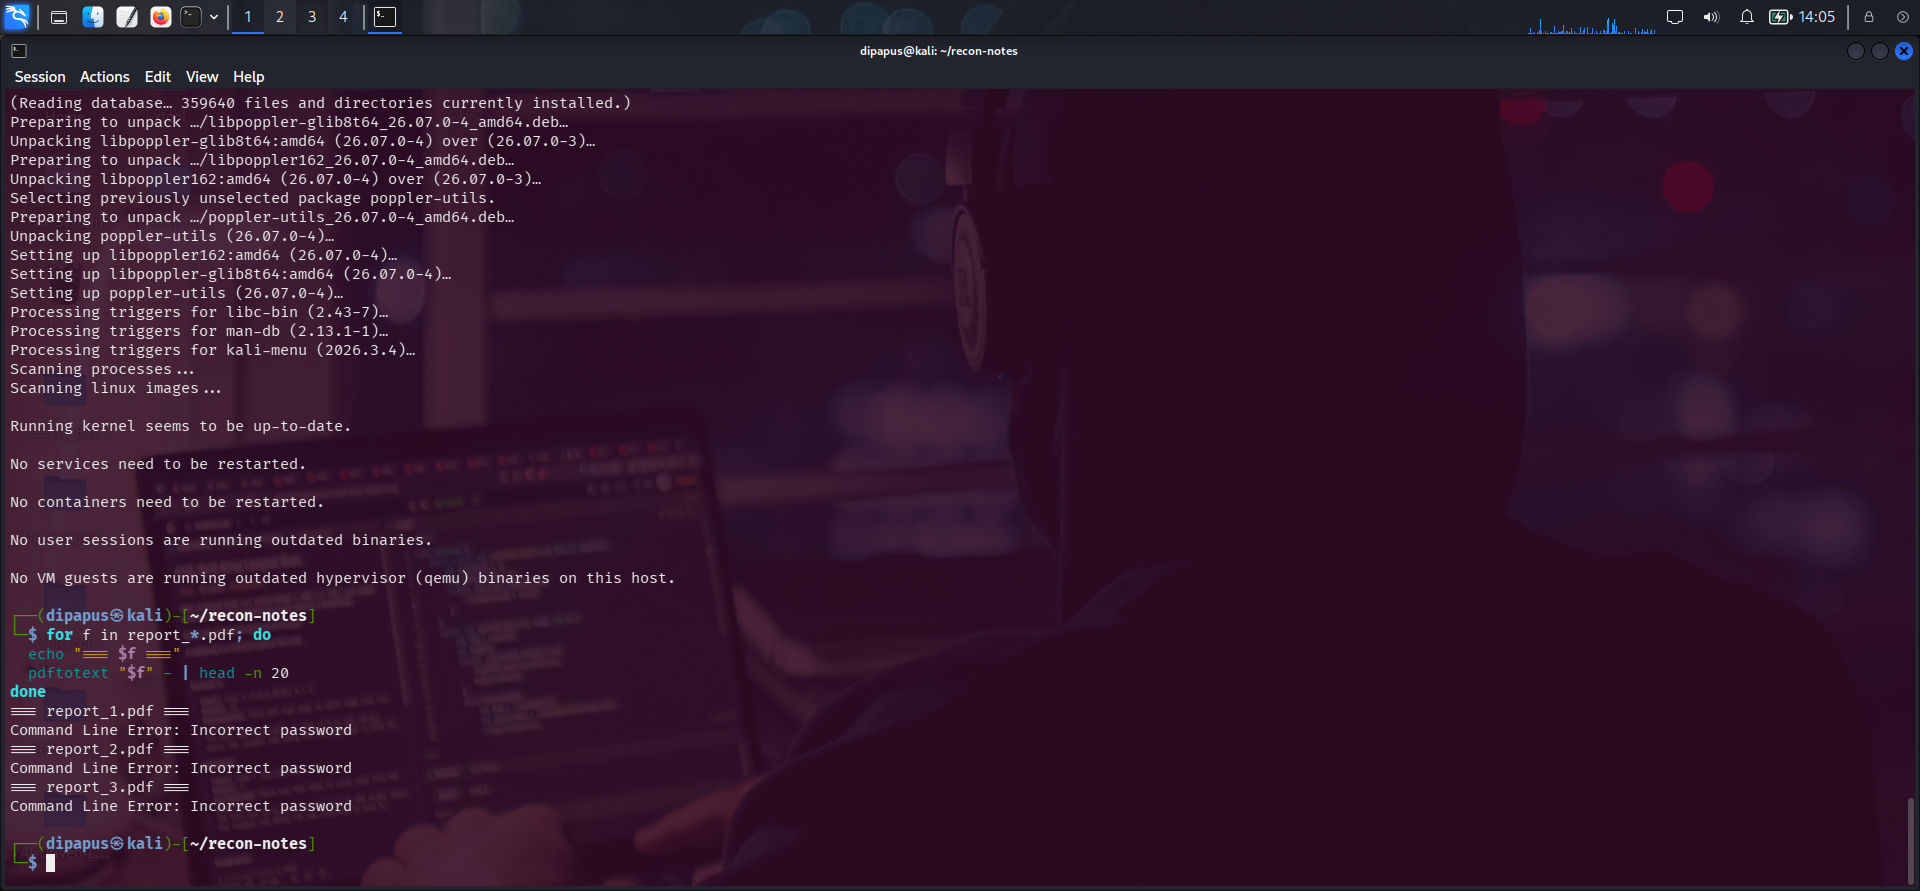 1 2 3 4 14:05
dipapus@kali: ~/recon-notes
Session Actions Edit View Help
(Reading database… 359640 files and directories currently installed.)
Preparing to unpack …/libpoppler-glib8t64_26.07.0-4_amd64.deb…
Unpacking libpoppler-glib8t64:amd64 (26.07.0-4) over (26.07.0-3)…
Preparing to unpack …/libpoppler162_26.07.0-4_amd64.deb…
Unpacking libpoppler162:amd64 (26.07.0-4) over (26.07.0-3)…
Selecting previously unselected package poppler-utils.
Preparing to unpack …/poppler-utils_26.07.0-4_amd64.deb…
Unpacking poppler-utils (26.07.0-4)…
Setting up libpoppler162:amd64 (26.07.0-4)…
Setting up libpoppler-glib8t64:amd64 (26.07.0-4)…
Setting up poppler-utils (26.07.0-4)…
Processing triggers for libc-bin (2.43-7)…
Processing triggers for man-db (2.13.1-1)…
Processing triggers for kali-menu (2026.3.4)…
Scanning processes...
Scanning linux images...
Running kernel seems to be up-to-date.
No services need to be restarted.
No containers need to be restarted.
No user sessions are running outdated binaries.
No VM guests are running outdated hypervisor (qemu) binaries on this host.
┌──(dipapus㉿kali)-[~/recon-notes]
└─$ for f in report_*.pdf; do
echo "=== $f ==="
pdftotext "$f" - | head -n 20
done
=== report_1.pdf ===
Command Line Error: Incorrect password
=== report_2.pdf ===
Command Line Error: Incorrect password
=== report_3.pdf ===
Command Line Error: Incorrect password
┌──(dipapus㉿kali)-[~/recon-notes]
└─$